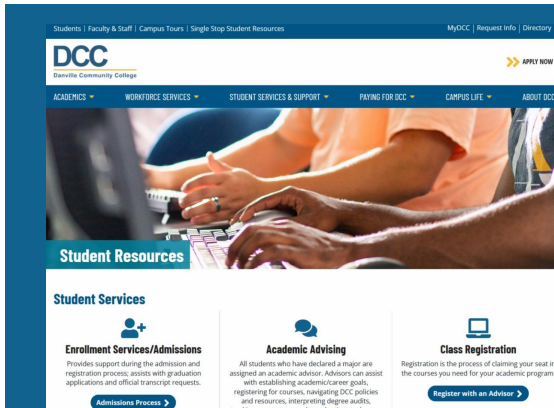 Students | Faculty & Staff | Campus Tours | Single Stop Student Resources
MyDCC | Request Info | Directory
DCC
Danville Community College
APPLY NOW
ACADEMICS WORKFORCE SERVICES STUDENT SERVICES & SUPPORT PAYING FOR DCC CAMPUS LIFE ABOUT DCC
Student Resources
Student Services
Enrollment Services/Admissions
Provides support during the admission and
registration process; assists with graduation
applications and official transcript requests.
Admissions Process
Academic Advising
All students who have declared a major are
assigned an academic advisor. Advisors can assist
with establishing academic/career goals,
registering for courses, navigating DCC policies
and resources, interpreting degree audits,
Class Registration
Registration is the process of claiming your seat in
the courses you need for your academic program
Register with an Advisor